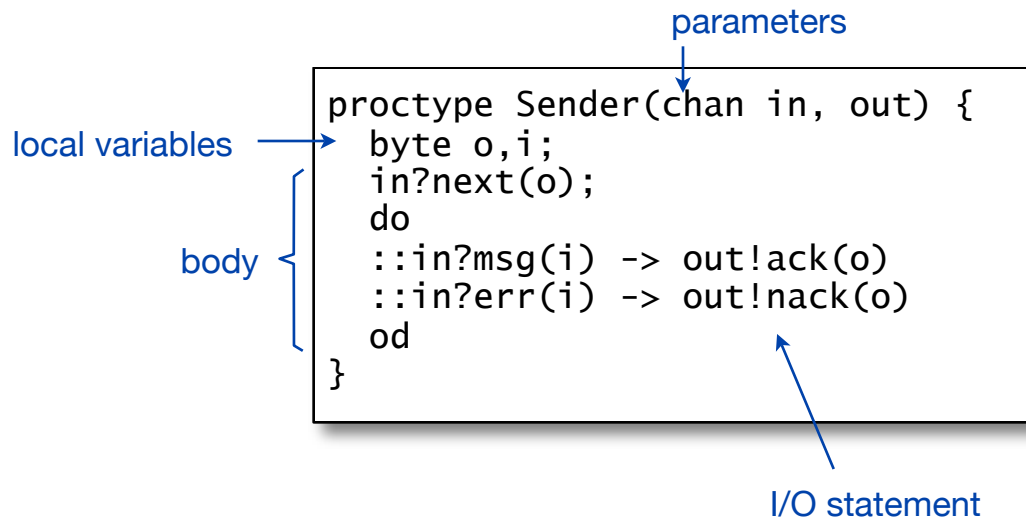 parameters
proctype Sender(chan in, out) {
local variables
byte o,i;
in?next(o);
do
body
::in?msg(i) -> out!ack(o)
::in?err(i) -> out!nack(o)
od
}
I/O statement